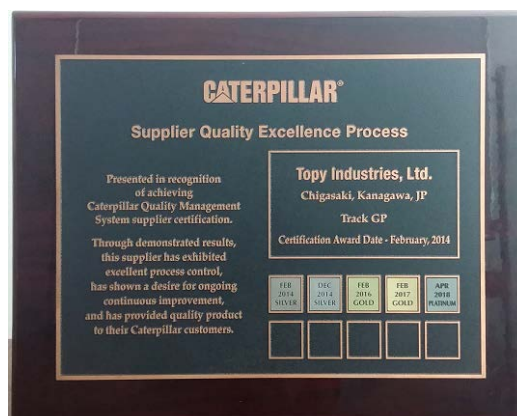 CATERPILLAR®
Supplier Quality Excellence Process
Presented in recognition
of achieving
Caterpillar Quality Management
System supplier certification.
Through demonstrated results,
this supplier has exhibited
excellent process control,
has shown a desire for ongoing
continuous improvement,
and has provided quality product
to their Caterpillar customers.
Topy Industries, Ltd.
Chigasaki, Kanagawa, JP
Track GP
Certification Award Date - February, 2014
FEB
2014
SILVER
DEC
2014
SILVER
FEB
2016
GOLD
FEB
2017
GOLD
APR
2018
PLATINUM